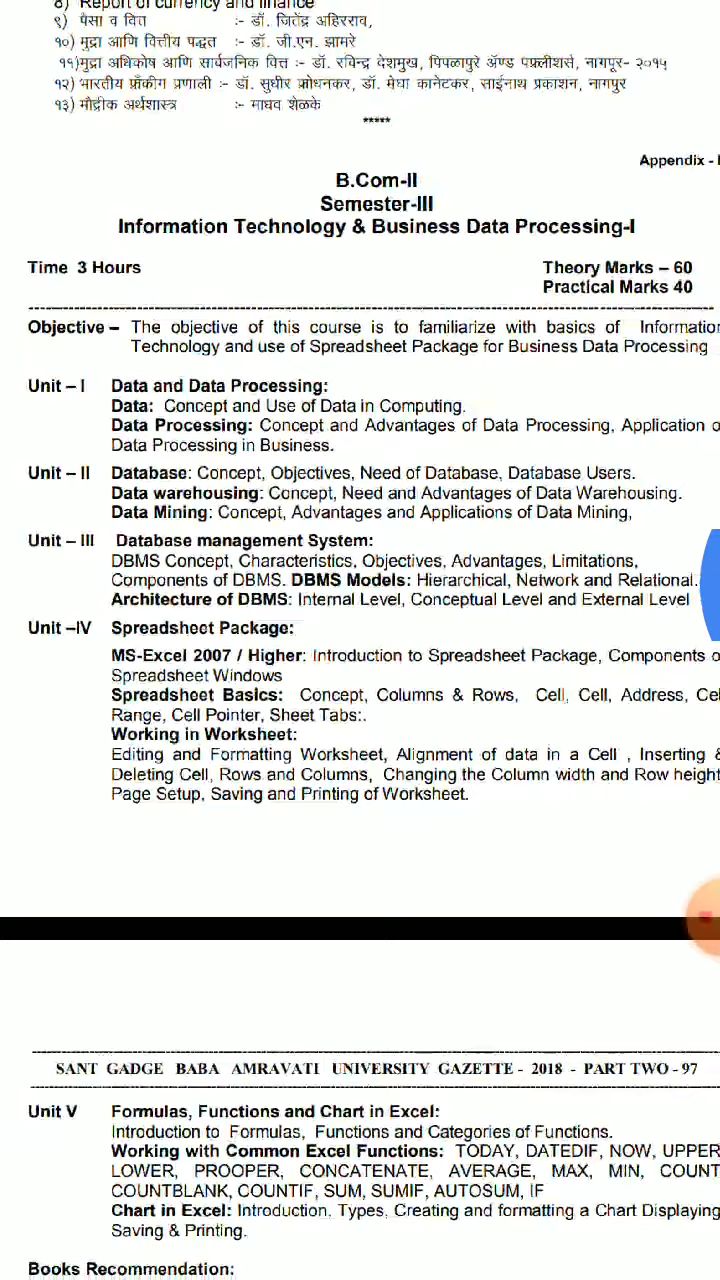 8) Report of currency and finance
९) पैसा व वित्त :- डॉ. जितेंद्र अहिरराव,
१०) मुद्रा आणि वित्तीय पद्धत :- डॉ. जी.एन. झामरे
११)मुद्रा अधिकोष आणि सार्वजनिक वित्त :- डॉ. रविन्द्र देशमुख, पिपळापुरे ॲण्ड पब्लीशर्स, नागपूर- २०१५
१२) भारतीय बँकींग प्रणाली :- डॉ. सुधीर बोधनकर, डॉ. मेघा कानेटकर, साईनाथ प्रकाशन, नागपुर
१३) मौद्रीक अर्थशास्त्र :- माधव शेळके
*****
Appendix -
B.Com-II
Semester-III
Information Technology & Business Data Processing-I
Time 3 Hours Theory Marks – 60
Practical Marks 40
Objective – The objective of this course is to familiarize with basics of Information
Technology and use of Spreadsheet Package for Business Data Processing
Unit – I Data and Data Processing:
Data: Concept and Use of Data in Computing.
Data Processing: Concept and Advantages of Data Processing, Application o
Data Processing in Business.
Unit – II Database: Concept, Objectives, Need of Database, Database Users.
Data warehousing: Concept, Need and Advantages of Data Warehousing.
Data Mining: Concept, Advantages and Applications of Data Mining,
Unit – III Database management System:
DBMS Concept, Characteristics, Objectives, Advantages, Limitations,
Components of DBMS. DBMS Models: Hierarchical, Network and Relational.
Architecture of DBMS: Internal Level, Conceptual Level and External Level
Unit –IV Spreadsheet Package:
MS-Excel 2007 / Higher: Introduction to Spreadsheet Package, Components o
Spreadsheet Windows
Spreadsheet Basics: Concept, Columns & Rows, Cell, Cell, Address, Cel
Range, Cell Pointer, Sheet Tabs:.
Working in Worksheet:
Editing and Formatting Worksheet, Alignment of data in a Cell , Inserting &
Deleting Cell, Rows and Columns, Changing the Column width and Row height
Page Setup, Saving and Printing of Worksheet.
SANT GADGE BABA AMRAVATI UNIVERSITY GAZETTE - 2018 - PART TWO - 97
Unit V Formulas, Functions and Chart in Excel:
Introduction to Formulas, Functions and Categories of Functions.
Working with Common Excel Functions: TODAY, DATEDIF, NOW, UPPER
LOWER, PROOPER, CONCATENATE, AVERAGE, MAX, MIN, COUNT
COUNTBLANK, COUNTIF, SUM, SUMIF, AUTOSUM, IF
Chart in Excel: Introduction, Types, Creating and formatting a Chart Displaying
Saving & Printing.
Books Recommendation: